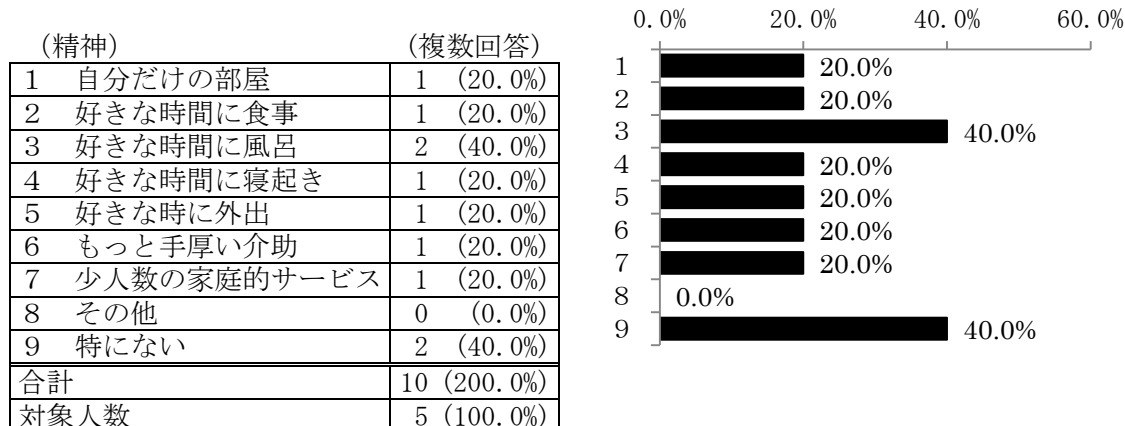 （精神） （複数回答）
1 自分だけの部屋 1 (20.0%)
2 好きな時間に食事 1 (20.0%)
3 好きな時間に風呂 2 (40.0%)
4 好きな時間に寝起き 1 (20.0%)
5 好きな時に外出 1 (20.0%)
6 もっと手厚い介助 1 (20.0%)
7 少人数の家庭的サービス 1 (20.0%)
8 その他 0 (0.0%)
9 特にない 2 (40.0%)
合計 10 (200.0%)
対象人数 5 (100.0%)
0.0% 20.0% 40.0% 60.0%
1 20.0%
2 20.0%
3 40.0%
4 20.0%
5 20.0%
6 20.0%
7 20.0%
8 0.0%
9 40.0%